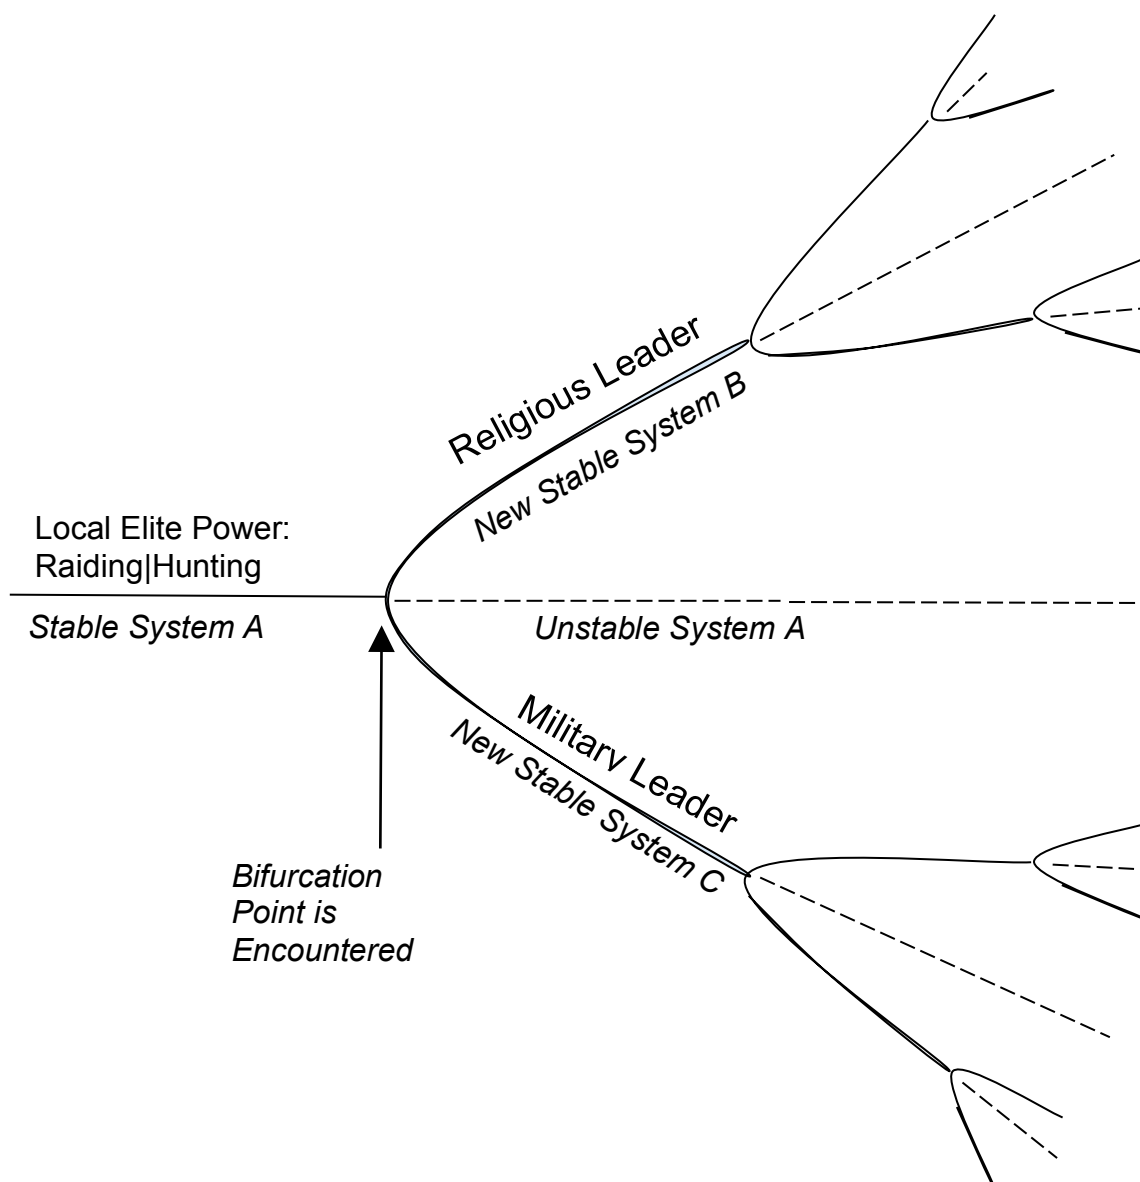 Religious Leader
New Stable System B
Local Elite Power:
Raiding|Hunting
Stable System A
Unstable System A
Military Leader
New Stable System C
Bifurcation
Point is
Encountered